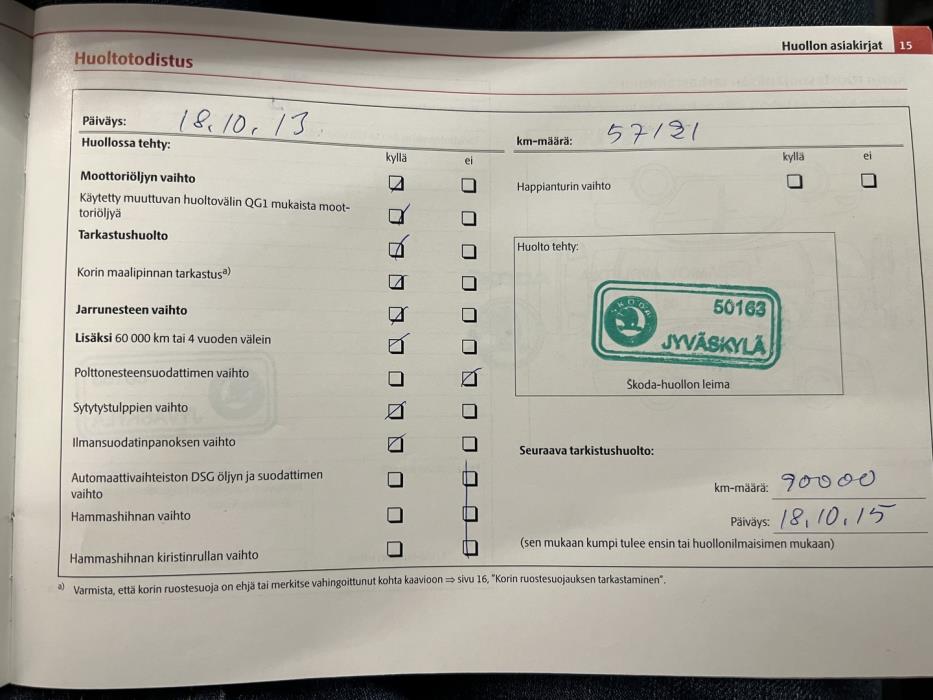 Huollon asiakirjat 15
Huoltotodistus
Päiväys: 18.10.13
Huollossa tehty:
kyllä ei
Moottoriöljyn vaihto
Käytetty muuttuvan huoltovälin QG1 mukaista moot-
toriöljyä
Tarkastushuolto
Korin maalipinnan tarkastusa)
Jarrunesteen vaihto
Lisäksi 60 000 km tai 4 vuoden välein
Polttonesteensuodattimen vaihto
Sytytystulppien vaihto
Ilmansuodatinpanoksen vaihto
Automaattivaihteiston DSG öljyn ja suodattimen
vaihto
Hammashihnan vaihto
Hammashihnan kiristinrullan vaihto
km-määrä: 57121
kyllä ei
Happianturin vaihto
Huolto tehty:
ŠKODA
50163
JYVÄSKYLÄ
Škoda-huollon leima
Seuraava tarkistushuolto:
km-määrä: 90000
Päiväys: 18.10.15
(sen mukaan kumpi tulee ensin tai huollonilmaisimen mukaan)
a) Varmista, että korin ruostesuoja on ehjä tai merkitse vahingoittunut kohta kaavioon ⇒ sivu 16, "Korin ruostesuojauksen tarkastaminen".